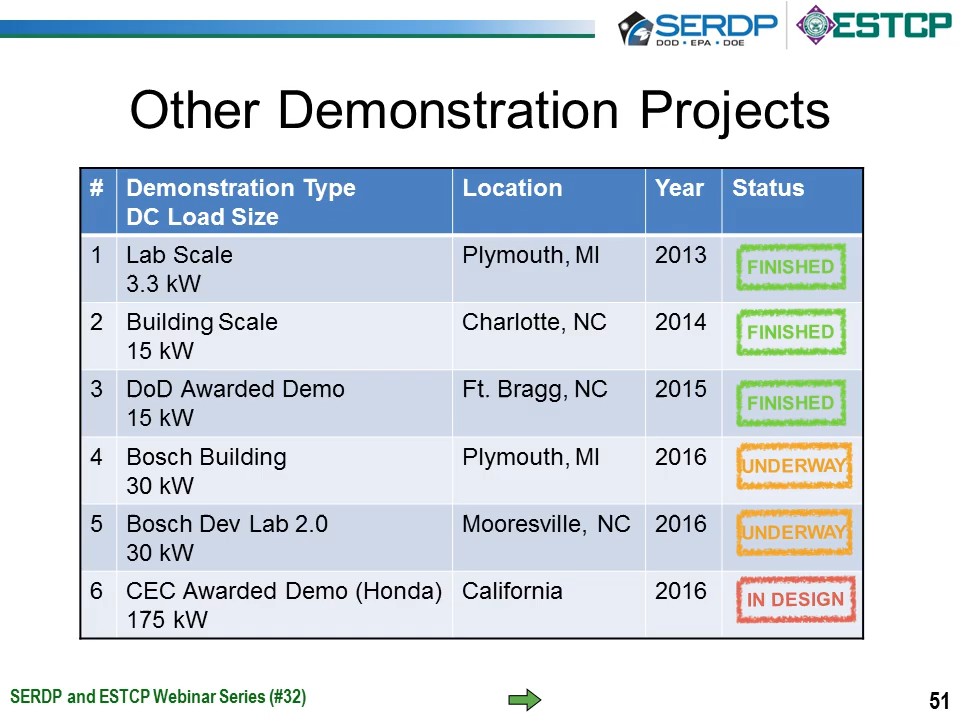 SERDP
DOD • EPA • DOE
ESTCP
Other Demonstration Projects
# Demonstration Type Location Year Status
DC Load Size
1 Lab Scale Plymouth, MI 2013 FINISHED
3.3 kW
2 Building Scale Charlotte, NC 2014 FINISHED
15 kW
3 DoD Awarded Demo Ft. Bragg, NC 2015 FINISHED
15 kW
4 Bosch Building Plymouth, MI 2016 UNDERWAY
30 kW
5 Bosch Dev Lab 2.0 Mooresville, NC 2016 UNDERWAY
30 kW
6 CEC Awarded Demo (Honda) California 2016 IN DESIGN
175 kW
SERDP and ESTCP Webinar Series (#32)
51